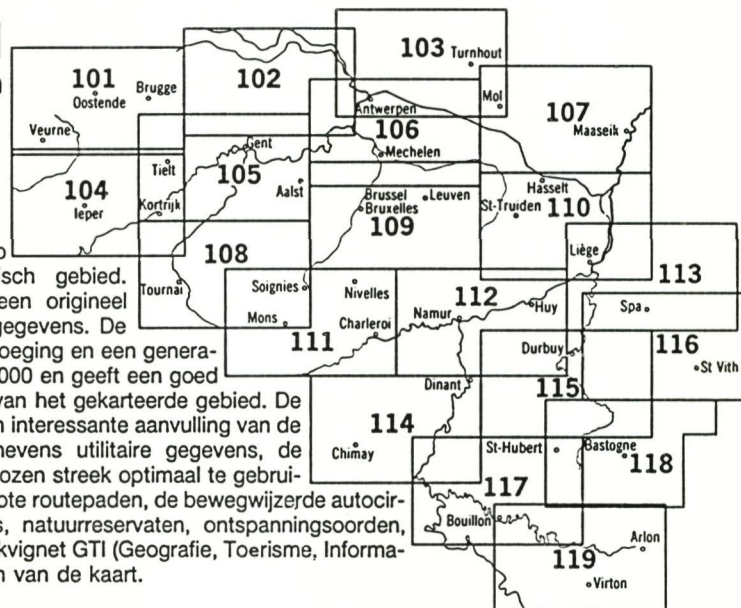 103 Turnhout
101
102
Brugge
Oostende
Mol
107
Antwerpen
106
Veurne
Maaseik
Gent
Mechelen
Tielt
105
Hasselt
104
Aalst
Brussel
Leuven
Kortrijk
St-Truiden
110
Ieper
Bruxelles
109
108
Liège
isch gebied.
113
een origineel
Tournai
Soignies
Nivelles
112
Huy
Spa
gegevens. De
Mons
Namur
Charleroi
111
Durbuy
116
oeging en een genera-
000 en geeft een goed
St Vith
Dinant
115
van het gekarteerde gebied. De
n interessante aanvulling van de
114
nevens utilitaire gegevens, de
Chimay
St-Hubert
Bastogne
118
ozen streek optimaal te gebrui-
117
ote routepaden, de bewegwijzerde autocir-
s, natuurreservaten, ontspanningsoorden,
Bouillon
Arlon
kvignet GTI (Geografie, Toerisme, Informa-
119
n van de kaart.
Virton